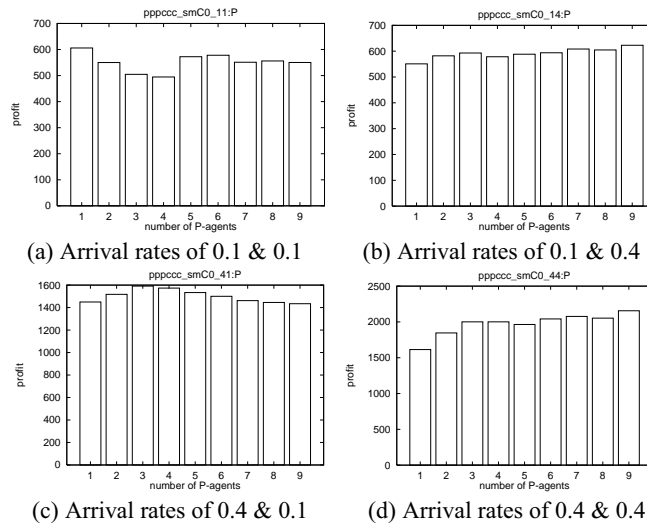 pppccc_smC0_11:P
700
600
500
400
300
200
100
0
profit
1 2 3 4 5 6 7 8 9
number of P-agents
(a) Arrival rates of 0.1 & 0.1
pppccc_smC0_14:P
700
600
500
400
300
200
100
0
profit
1 2 3 4 5 6 7 8 9
number of P-agents
(b) Arrival rates of 0.1 & 0.4
pppccc_smC0_41:P
1600
1400
1200
1000
800
600
400
200
0
profit
1 2 3 4 5 6 7 8 9
number of P-agents
(c) Arrival rates of 0.4 & 0.1
pppccc_smC0_44:P
2500
2000
1500
1000
500
0
profit
1 2 3 4 5 6 7 8 9
number of P-agents
(d) Arrival rates of 0.4 & 0.4